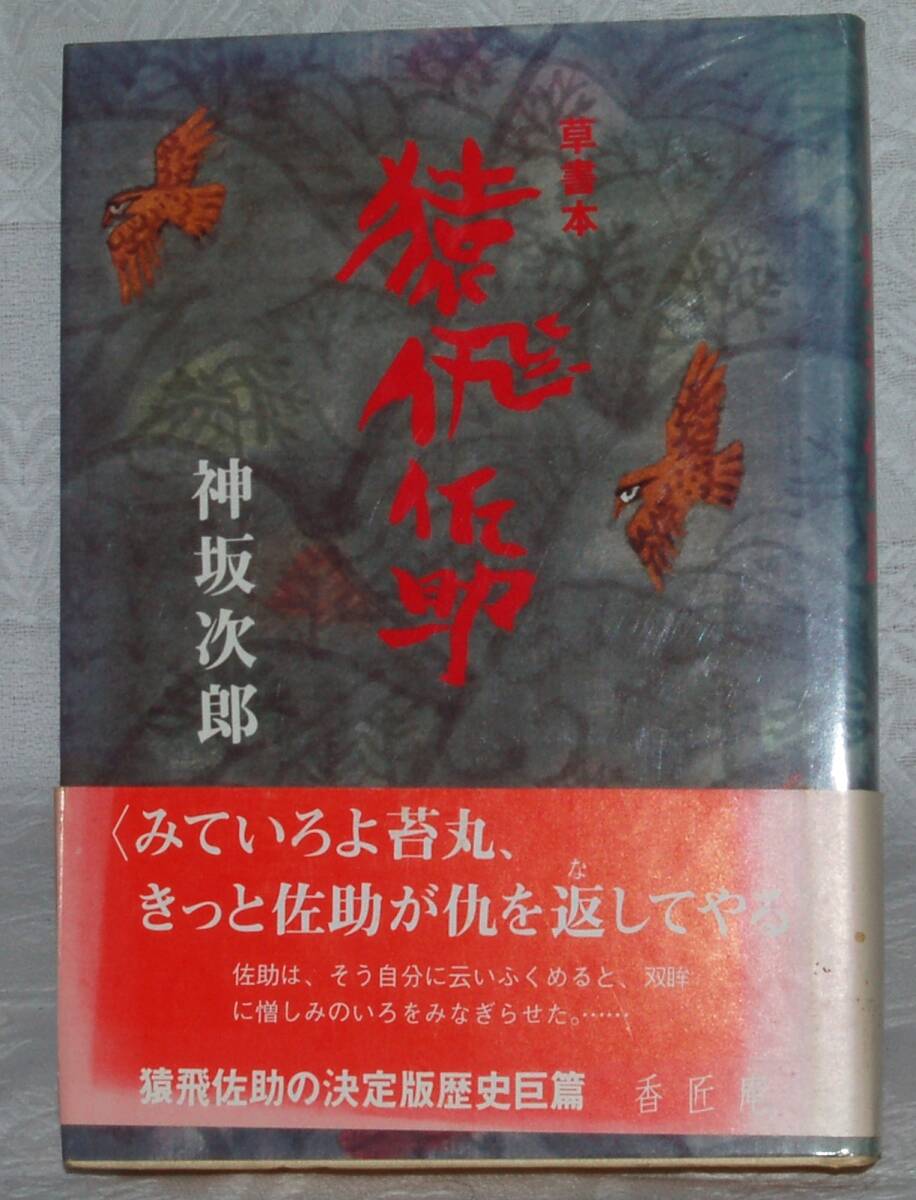 草書本
猿飛佐助
神坂次郎
〈みていろよ苔丸、
な
きっと佐助が仇を返してやる
佐助は、そう自分に云いふくめると、双眸
に憎しみのいろをみなぎらせた。……
猿飛佐助の決定版歴史巨篇
香匠庵